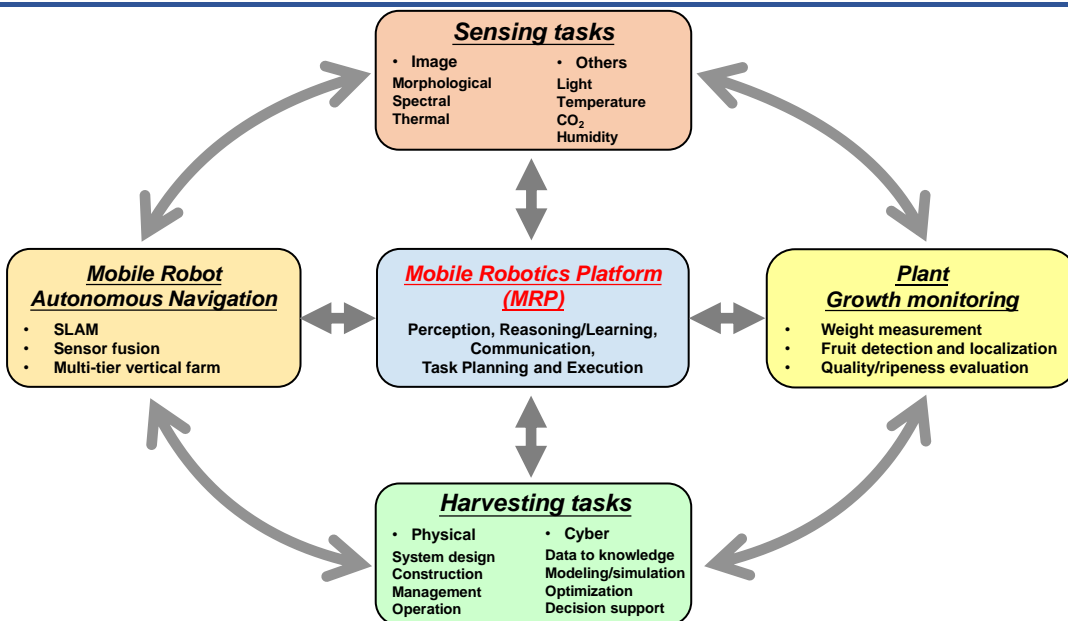 Sensing tasks
• Image
Morphological
Spectral
Thermal
• Others
Light
Temperature
CO₂
Humidity
Mobile Robot
Autonomous Navigation
• SLAM
• Sensor fusion
• Multi-tier vertical farm
Mobile Robotics Platform
(MRP)
Perception, Reasoning/Learning,
Communication,
Task Planning and Execution
Plant
Growth monitoring
• Weight measurement
• Fruit detection and localization
• Quality/ripeness evaluation
Harvesting tasks
• Physical
System design
Construction
Management
Operation
• Cyber
Data to knowledge
Modeling/simulation
Optimization
Decision support